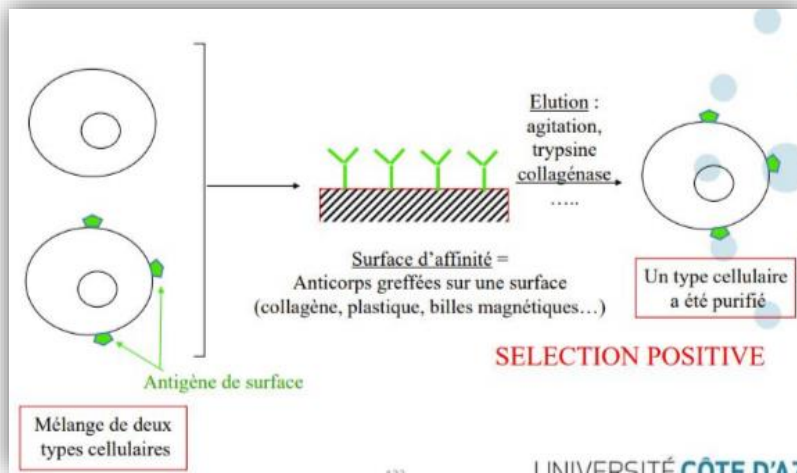 Antigène de surface
Mélange de deux
types cellulaires
Surface d'affinité =
Anticorps greffées sur une surface
(collagène, plastique, billes magnétiques…)
Elution :
agitation,
trypsine
collagénase
…..
Un type cellulaire
a été purifié
SELECTION POSITIVE
UNIVERSITÉ CÔTE D'AZ